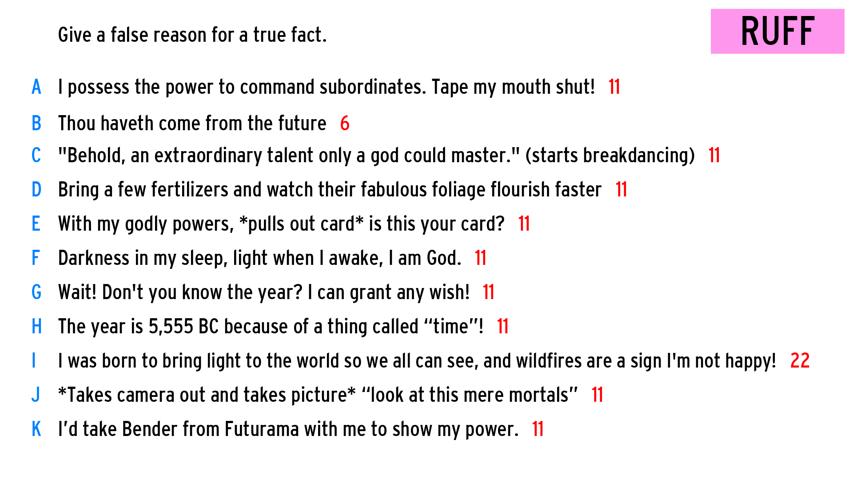 Give a false reason for a true fact.
RUFF
A I possess the power to command subordinates. Tape my mouth shut! 11
B Thou haveth come from the future 6
C "Behold, an extraordinary talent only a god could master." (starts breakdancing) 11
D Bring a few fertilizers and watch their fabulous foliage flourish faster 11
E With my godly powers, *pulls out card* is this your card? 11
F Darkness in my sleep, light when I awake, I am God. 11
G Wait! Don't you know the year? I can grant any wish! 11
H The year is 5,555 BC because of a thing called “time”! 11
I I was born to bring light to the world so we all can see, and wildfires are a sign I'm not happy! 22
J *Takes camera out and takes picture* “look at this mere mortals” 11
K I’d take Bender from Futurama with me to show my power. 11